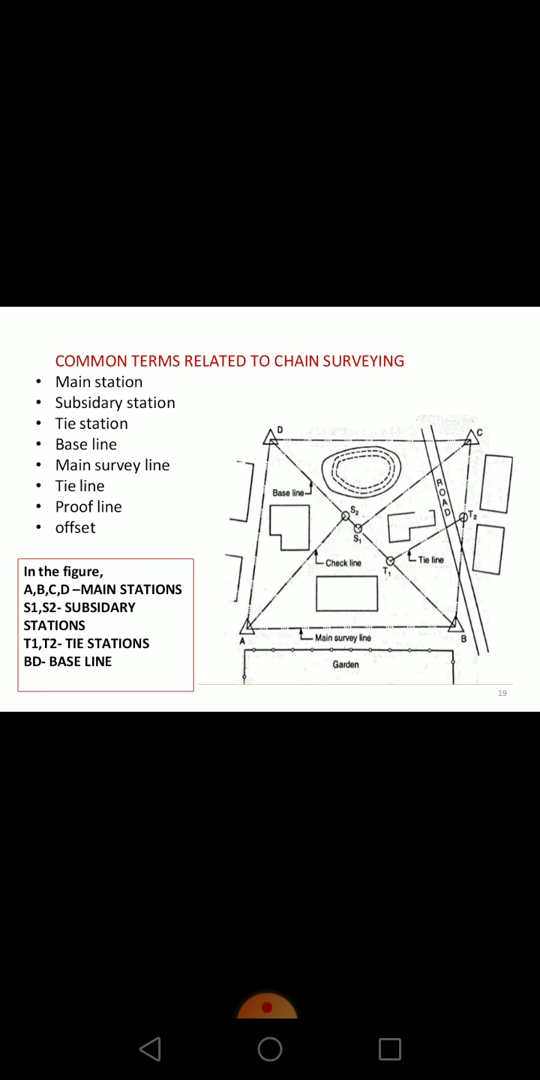 COMMON TERMS RELATED TO CHAIN SURVEYING
• Main station
• Subsidary station
• Tie station
• Base line
• Main survey line
• Tie line
• Proof line
• offset
In the figure,
A,B,C,D –MAIN STATIONS
S1,S2- SUBSIDARY
STATIONS
T1,T2- TIE STATIONS
BD- BASE LINE
D
C
Base line
ROAD
S₂
S₁
T₂
Check line
T₁
Tie line
A
Main survey line
B
Garden
19